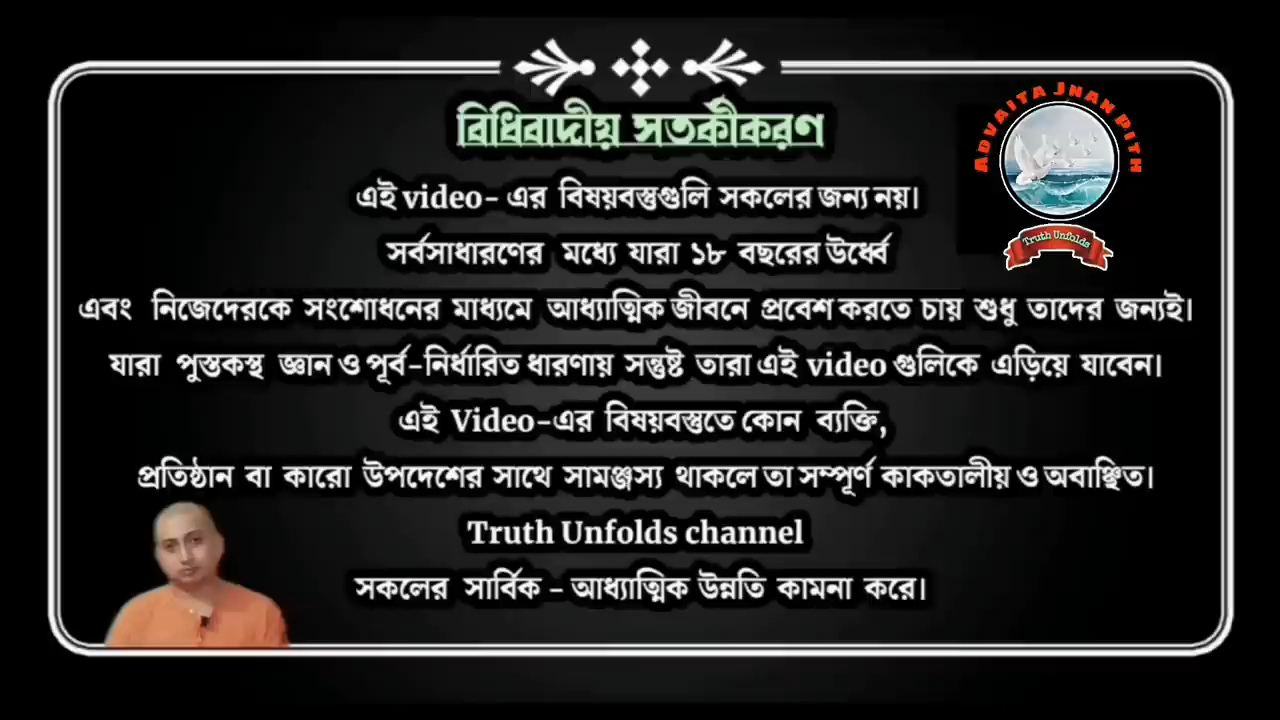 বিধিবাদীয় সতর্কীকরণ
ADVAITA JNAN PITH
Truth Unfolds
এই video- এর বিষয়বস্তুগুলি সকলের জন্য নয়।
সর্বসাধারণের মধ্যে যারা ১৮ বছরের উর্ধ্বে
এবং নিজেদেরকে সংশোধনের মাধ্যমে আধ্যাত্মিক জীবনে প্রবেশ করতে চায় শুধু তাদের জন্যই।
যারা পুস্তকস্থ জ্ঞান ও পূর্ব-নির্ধারিত ধারণায় সন্তুষ্ট তারা এই video গুলিকে এড়িয়ে যাবেন।
এই Video-এর বিষয়বস্তুতে কোন ব্যক্তি,
প্রতিষ্ঠান বা কারো উপদেশের সাথে সামঞ্জস্য থাকলে তা সম্পূর্ণ কাকতালীয় ও অবাঞ্ছিত।
Truth Unfolds channel
সকলের সার্বিক - আধ্যাত্মিক উন্নতি কামনা করে।